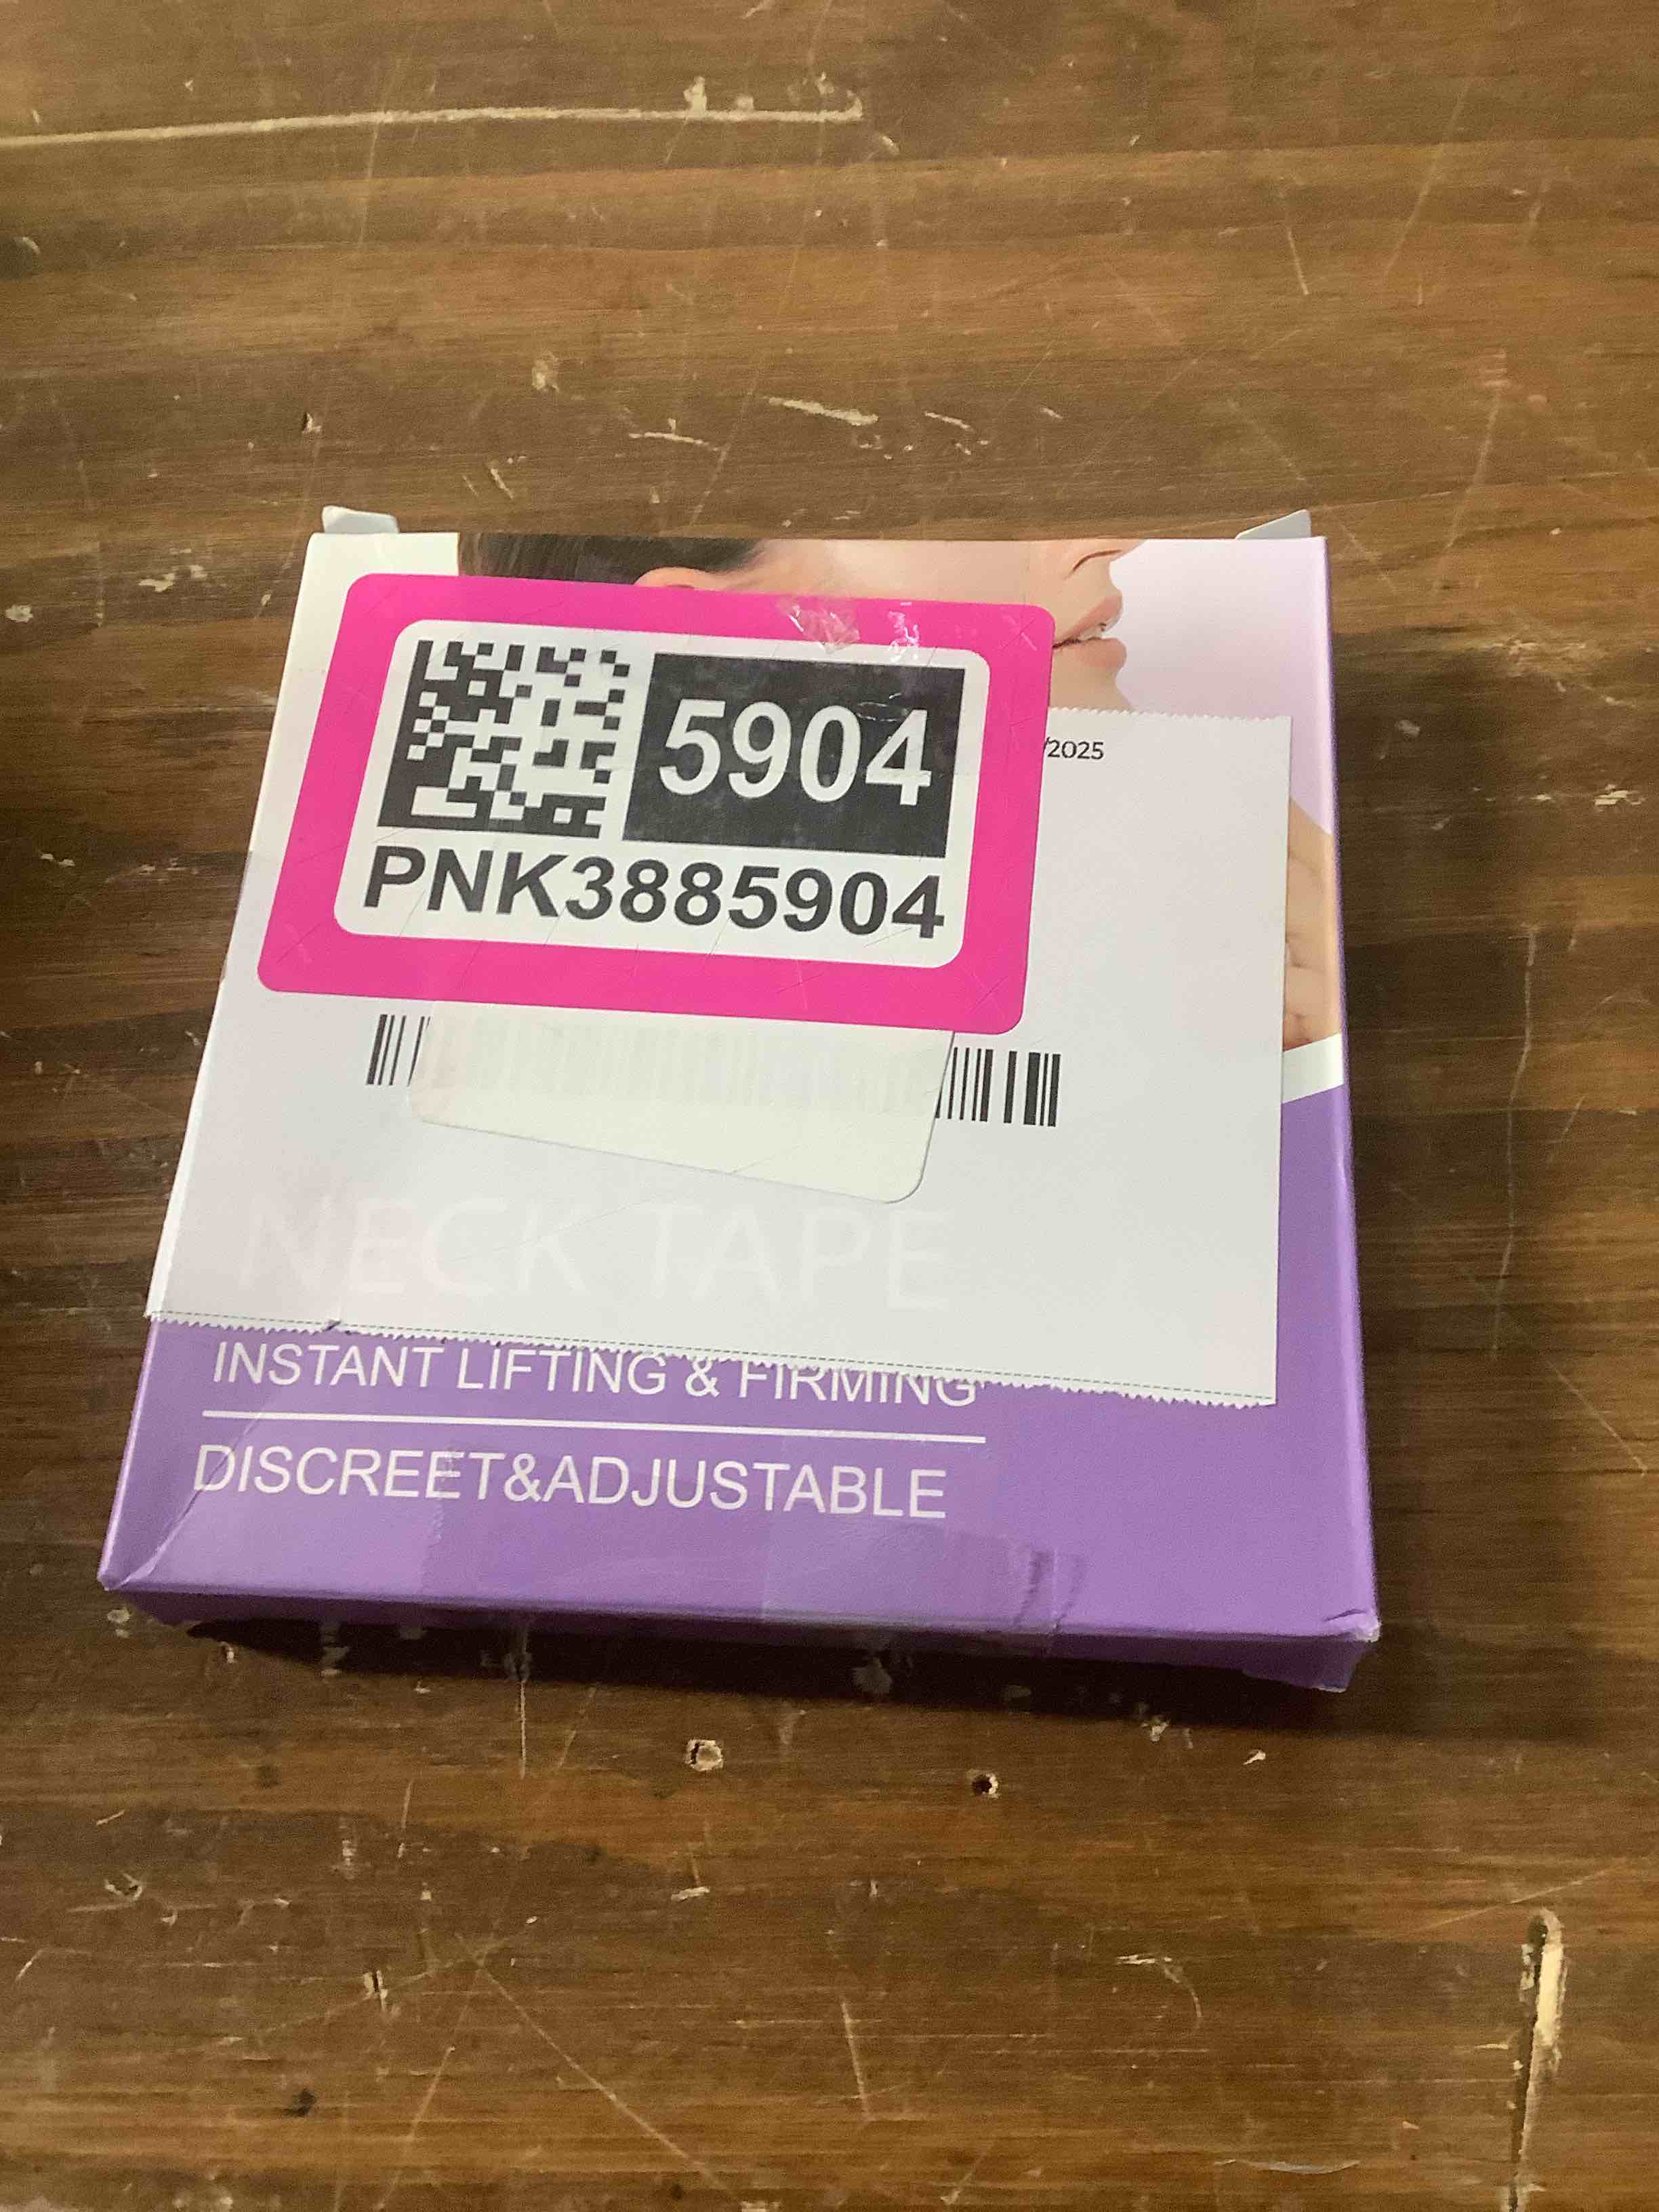 /2025
5904
PNK3885904
NECK TAPE
INSTANT LIFTING & FIRMING
DISCREET&ADJUSTABLE